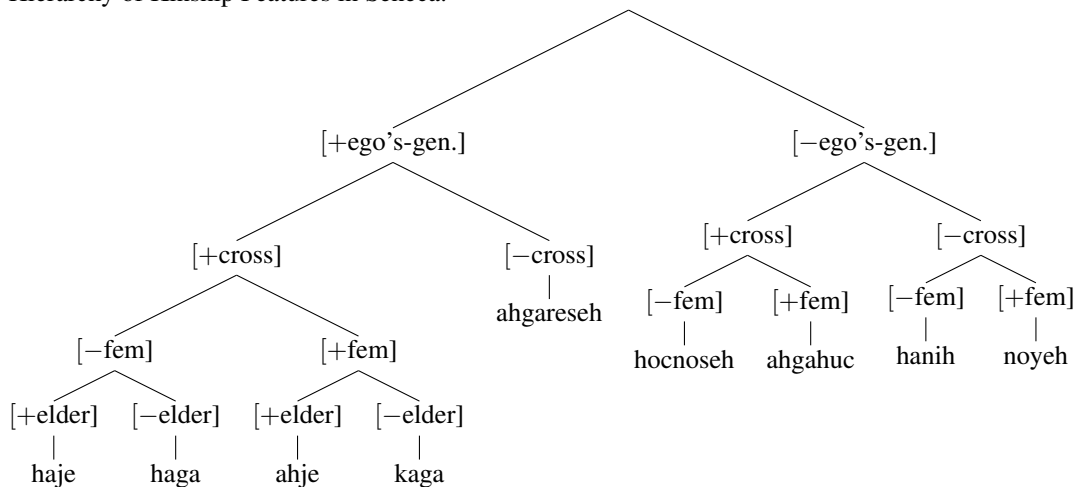 Hierarchy of Kinship Features in Seneca.
[+ego's-gen.] [−ego's-gen.]
[+cross] [−cross] [+cross] [−cross]
ahgareseh [−fem] [+fem] [−fem] [+fem]
[−fem] [+fem] hocnoseh ahgahuc hanih noyeh
[+elder] [−elder] [+elder] [−elder]
haje haga ahje kaga